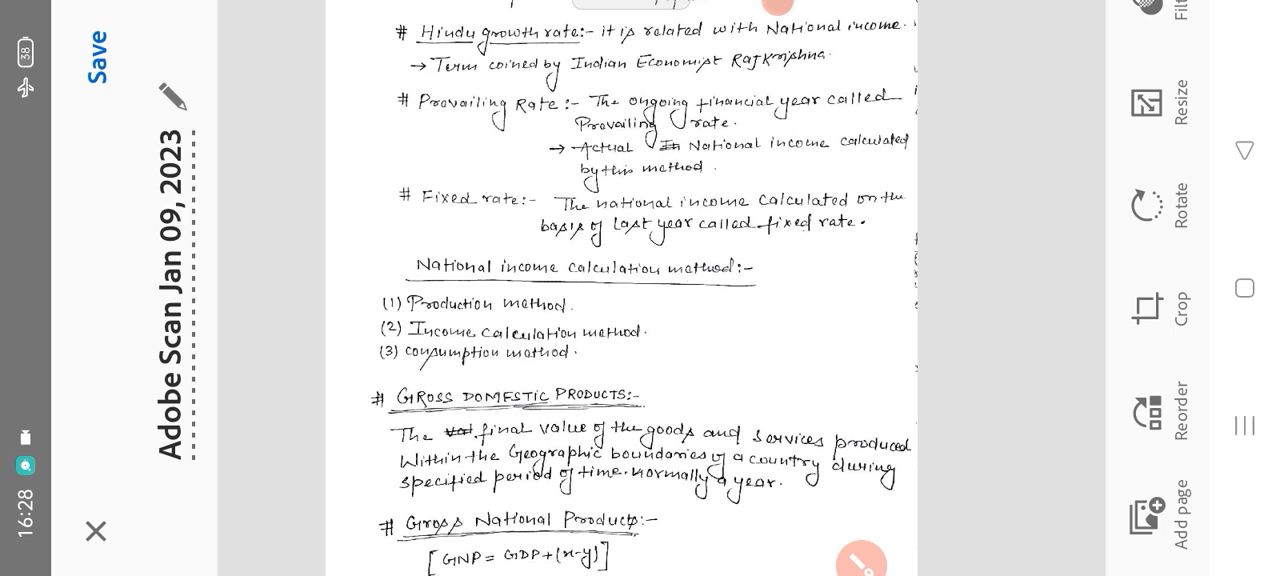 # Hindu growth rate:- it is related with National income.
→ Term coined by Indian Economist Rajkrishna.
# Provailing Rate :- The ongoing financial year called
Provailing rate.
→ Actual National income calculated
by this method.
# Fixed rate:- The national income calculated on the
basis of last year called fixed rate.
National income calculation method:-
(1) Production method.
(2) Income calculation method.
(3) consumption method.
# GROSS DOMESTIC PRODUCTS:-
The final value of the goods and services produced
Within the Geographic boundaries of a country during
specified period of time. normally a year.
# Gross National Products:-
[GNP = GDP+(x-y)]
Save
Adobe Scan Jan 09, 2023
38
16:28
Filt
Resize
Rotate
Crop
Reorder
Add page